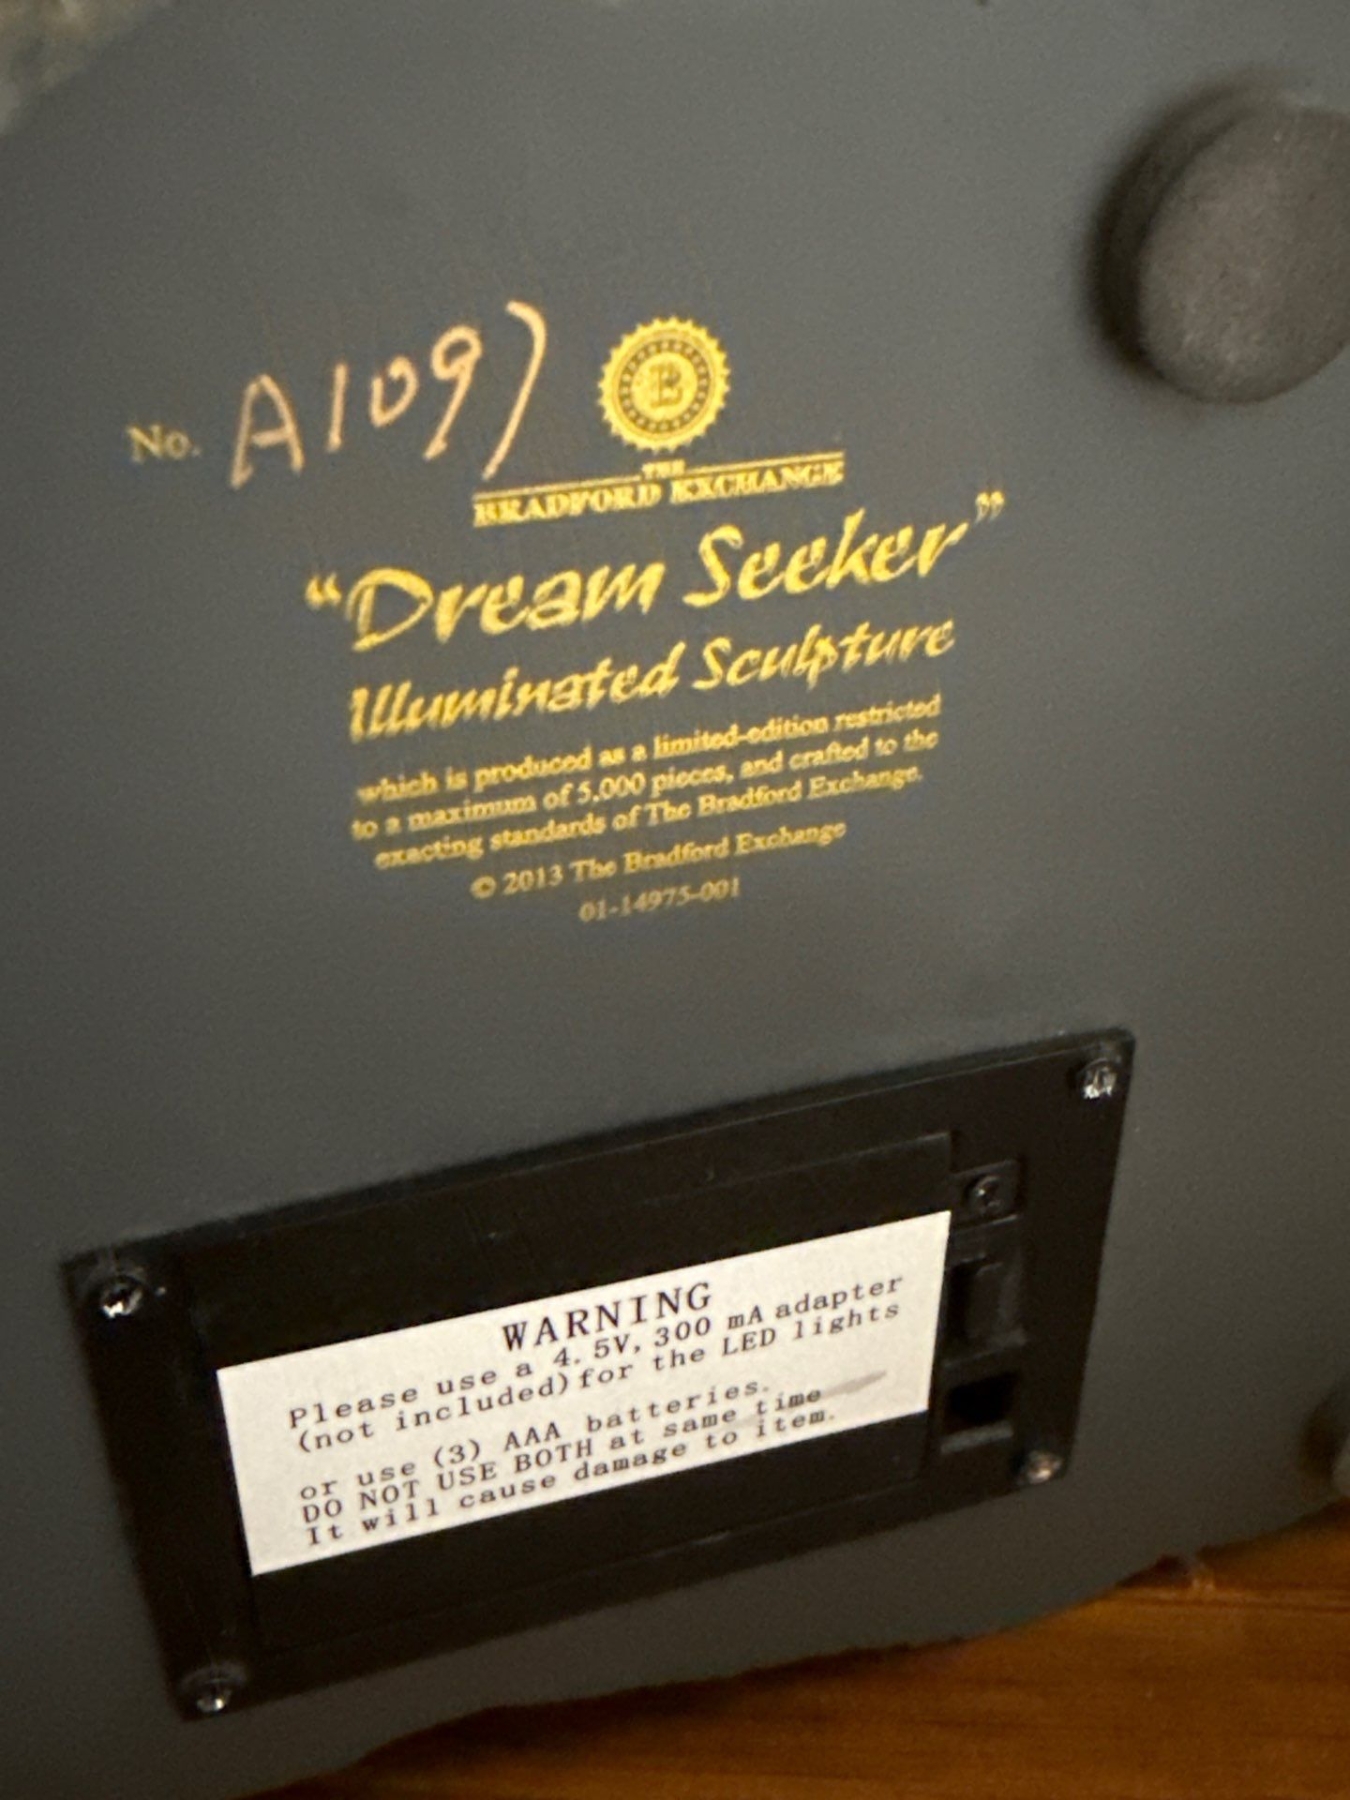 No. A1097
B
THE
BRADFORD EXCHANGE
“Dream Seeker”
Illuminated Sculpture
which is produced as a limited-edition restricted
to a maximum of 5,000 pieces, and crafted to the
exacting standards of The Bradford Exchange.
© 2013 The Bradford Exchange
01-14975-001
WARNING
Please use a 4.5V, 300 mA adapter
(not included) for the LED lights
or use (3) AAA batteries.
DO NOT USE BOTH at same time
It will cause damage to item.